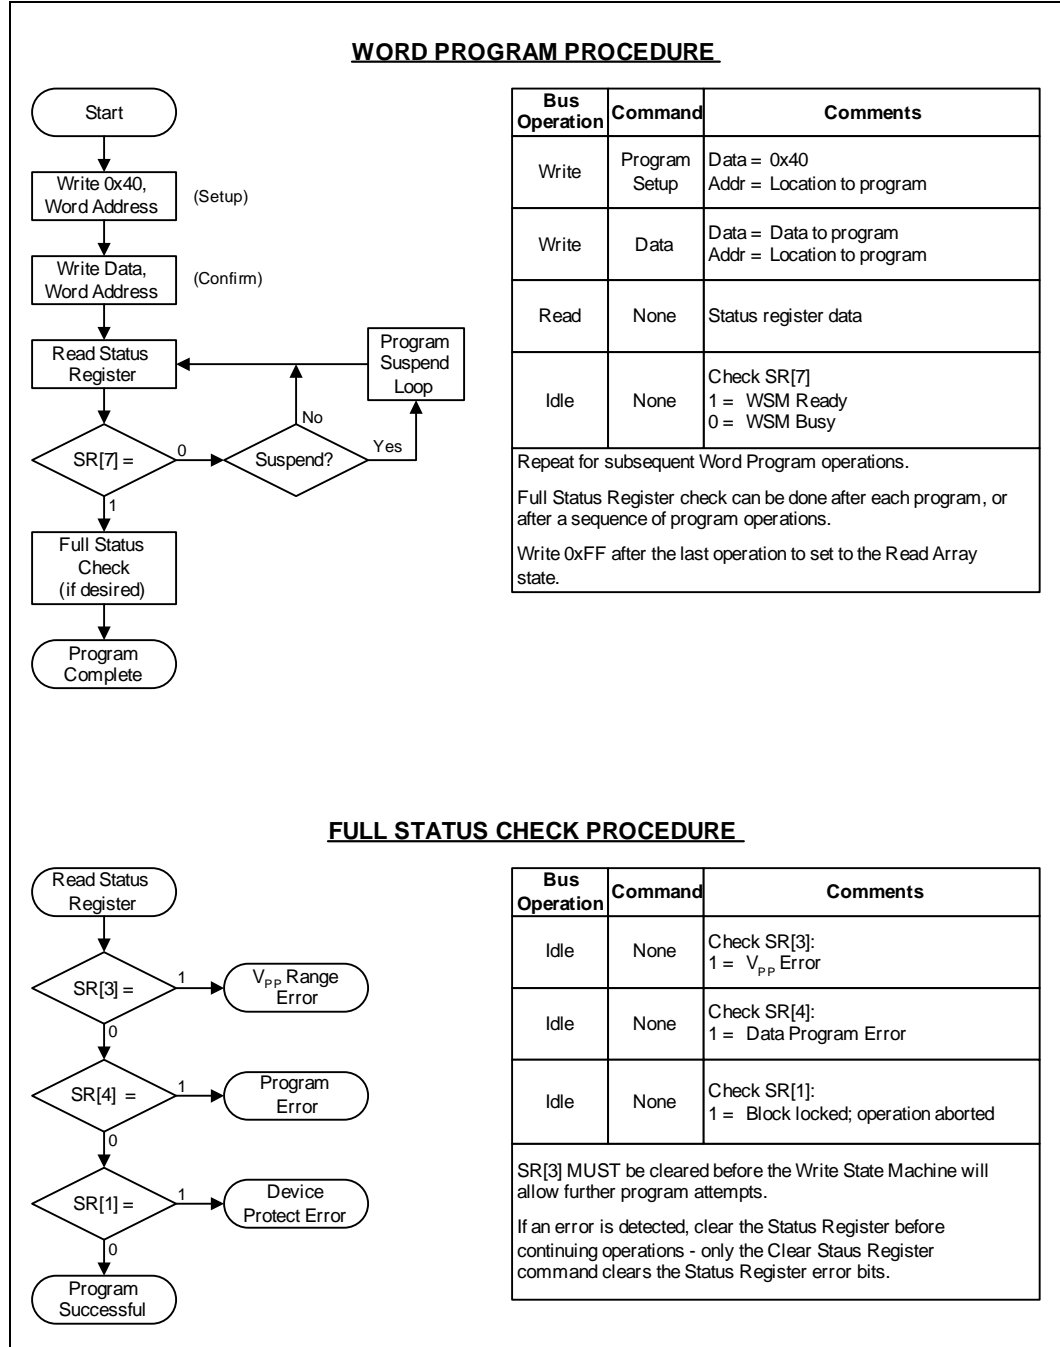 WORD PROGRAM PROCEDURE
Start
Write 0x40,
Word Address
(Setup)
Write Data,
Word Address
(Confirm)
Read Status
Register
Program
Suspend
Loop
No
SR[7] =
0
Suspend?
Yes
1
Full Status
Check
(if desired)
Program
Complete
Bus
Operation
Command
Comments
Write
Program
Setup
Data = 0x40
Addr = Location to program
Write
Data
Data = Data to program
Addr = Location to program
Read
None
Status register data
Idle
None
Check SR[7]
1 = WSM Ready
0 = WSM Busy
Repeat for subsequent Word Program operations.
Full Status Register check can be done after each program, or
after a sequence of program operations.
Write 0xFF after the last operation to set to the Read Array
state.
FULL STATUS CHECK PROCEDURE
Read Status
Register
SR[3] =
1
VPP Range
Error
0
SR[4] =
1
Program
Error
0
SR[1] =
1
Device
Protect Error
0
Program
Successful
Bus
Operation
Command
Comments
Idle
None
Check SR[3]:
1 = VPP Error
Idle
None
Check SR[4]:
1 = Data Program Error
Idle
None
Check SR[1]:
1 = Block locked; operation aborted
SR[3] MUST be cleared before the Write State Machine will
allow further program attempts.
If an error is detected, clear the Status Register before
continuing operations - only the Clear Staus Register
command clears the Status Register error bits.